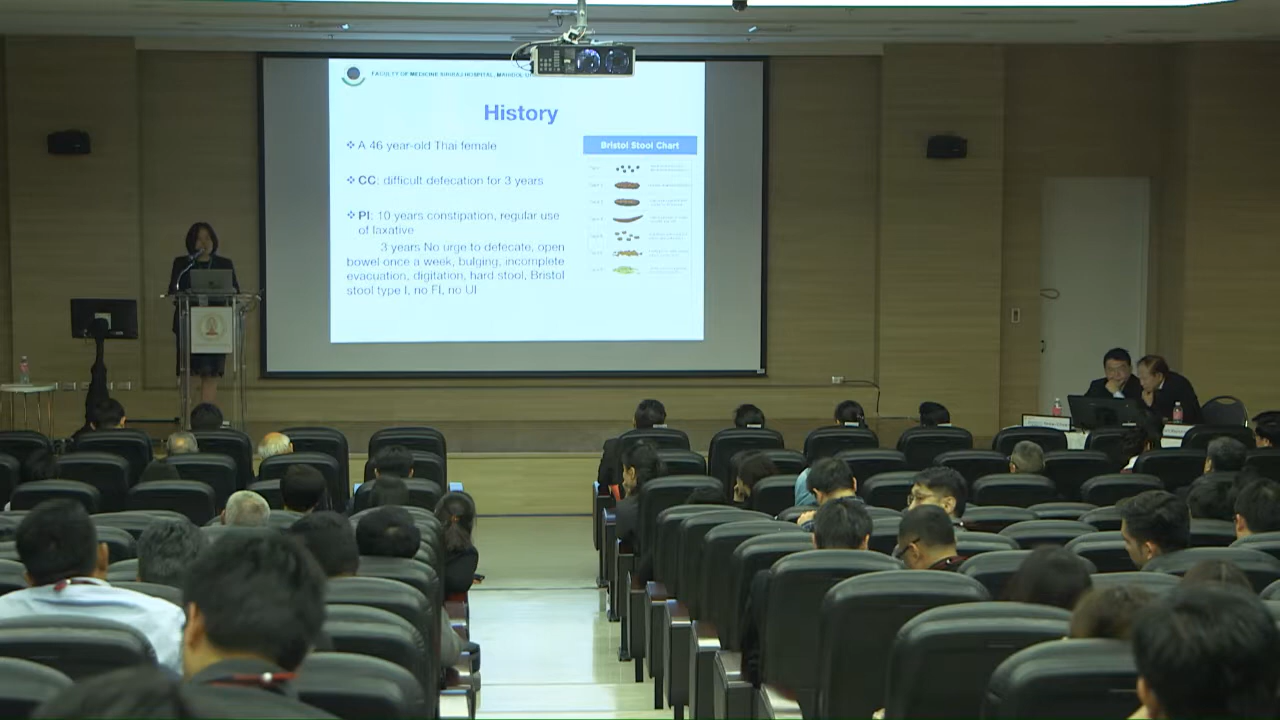 FACULTY OF MEDICINE SIRIRAJ HOSPITAL, MAHIDOL
History
❖ A 46 year-old Thai female
❖ CC: difficult defecation for 3 years
❖ PI: 10 years constipation, regular use
of laxative
3 years No urge to defecate, open
bowel once a week, bulging, incomplete
evacuation, digitation, hard stool, Bristol
stool type I, no FI, no UI
Bristol Stool Chart